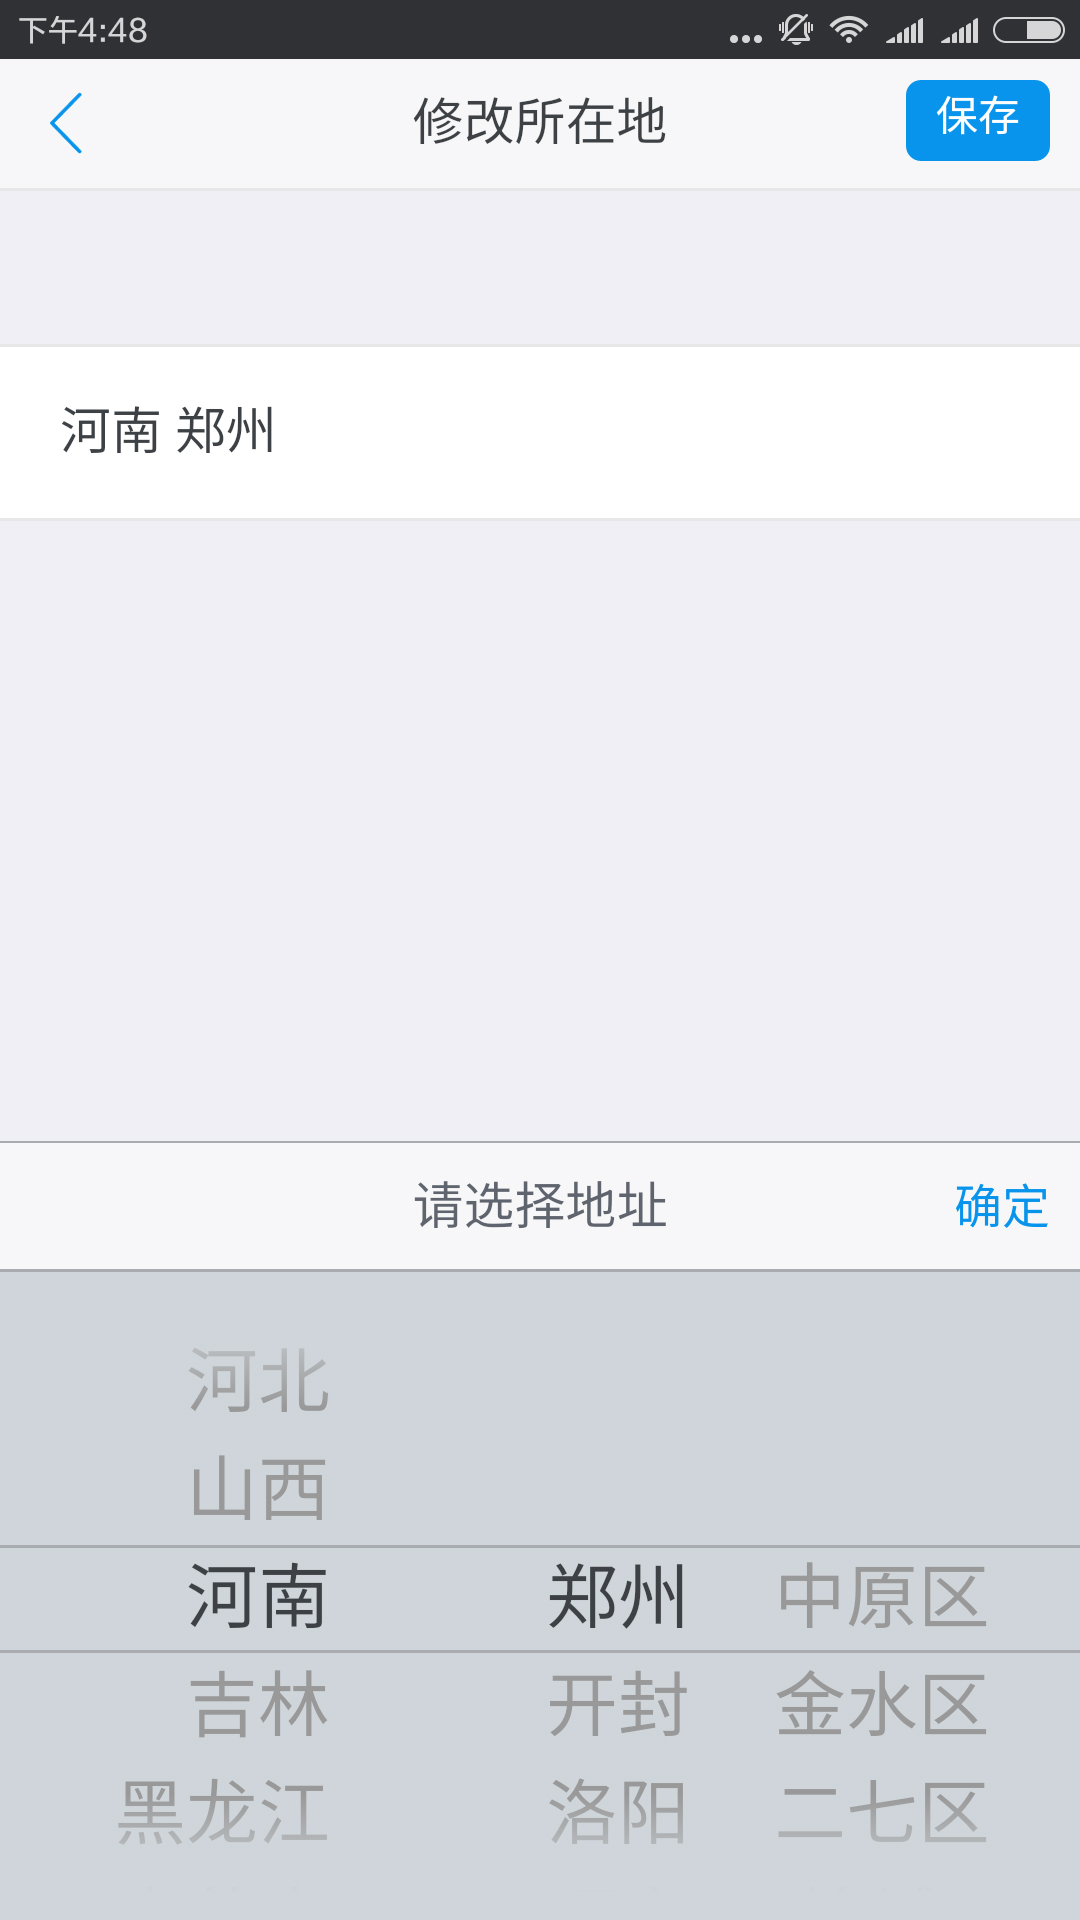 下午4:48
修改所在地
保存
河南 郑州
请选择地址
确定
河北
山西
河南 郑州 中原区
吉林 开封 金水区
黑龙江 洛阳 二七区